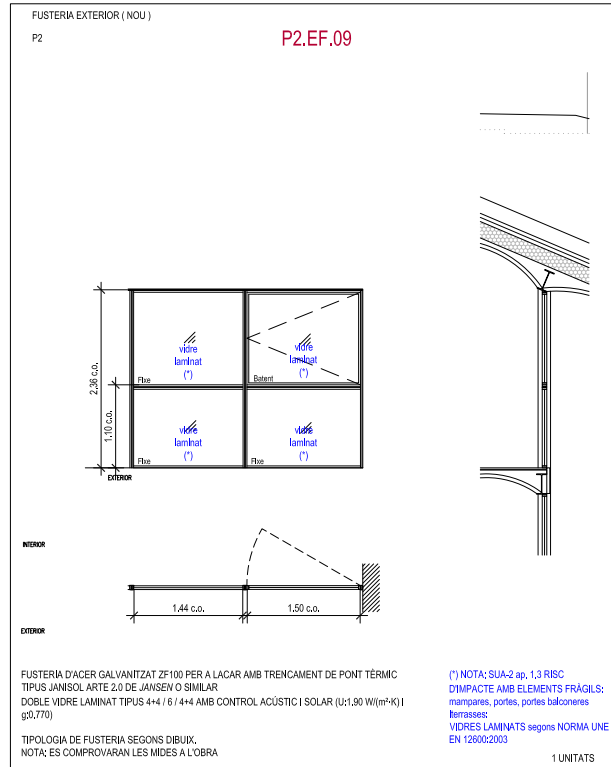 FUSTERIA EXTERIOR ( NOU )
P2
P2.EF.09
vidre
laminat
(*)
Fixe
vidre
laminat
(*)
Batent
2.36 c.o.
1.10 c.o.
vidre
laminat
(*)
Fixe
vidre
laminat
(*)
Fixe
EXTERIOR
INTERIOR
1.44 c.o.
1.50 c.o.
EXTERIOR
FUSTERIA D'ACER GALVANITZAT ZF100 PER A LACAR AMB TRENCAMENT DE PONT TÈRMIC
TIPUS JANISOL ARTE 2.0 DE JANSEN O SIMILAR
DOBLE VIDRE LAMINAT TIPUS 4+4 / 6 / 4+4 AMB CONTROL ACÚSTIC I SOLAR (U:1.90 W/(m²·K) I
g:0,770)
TIPOLOGIA DE FUSTERIA SEGONS DIBUIX.
NOTA: ES COMPROVARAN LES MIDES A L'OBRA
(*) NOTA: SUA-2 ap. 1.3 RISC
D'IMPACTE AMB ELEMENTS FRÀGILS:
mampares, portes, portes balconeres
iterrasses:
VIDRES LAMINATS segons NORMA UNE
EN 12600:2003
1 UNITATS